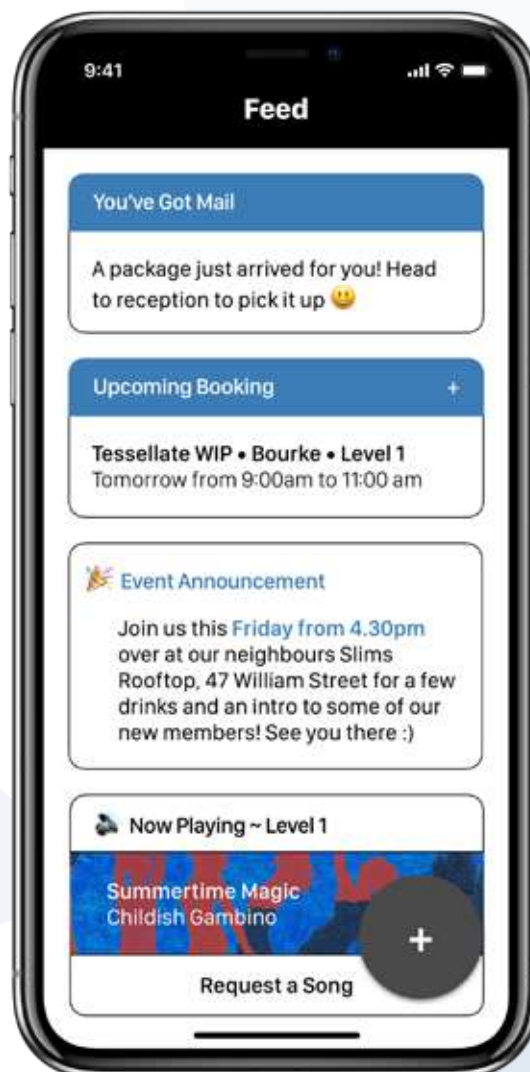 9:41
Feed
You've Got Mail
A package just arrived for you! Head
to reception to pick it up 😃
Upcoming Booking +
Tessellate WIP • Bourke • Level 1
Tomorrow from 9:00am to 11:00 am
🎉 Event Announcement
Join us this Friday from 4.30pm
over at our neighbours Slims
Rooftop, 47 William Street for a few
drinks and an intro to some of our
new members! See you there :)
🔊 Now Playing ~ Level 1
Summertime Magic
Childish Gambino
+
Request a Song